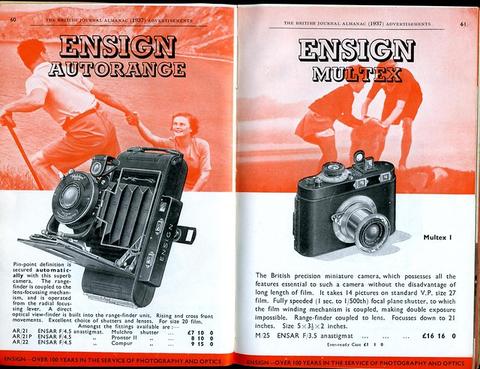 60
THE BRITISH JOURNAL ALMANAC (1937) ADVERTISEMENTS
ENSIGN
AUTORANGE
ENSIGN
Pin-point definition is
secured automatic-
ally with this superb
camera. The range-
finder is coupled to the
lens-focussing mechan-
ism, and is operated
from the radial focus-
sing lever. A direct
optical view-finder is built into the range-finder unit. Rising and cross front
movements. Excellent choice of shutters and lenses. For size 20 film.
Amongst the fittings available are:—
AR/21 ENSAR F/4.5 anastigmat. Mulchro shutter ... £7 10 0
AR/21P ENSAR F/4.5 „ Prontor II „ ... 8 10 0
AR/22 ENSAR F/4.5 „ Compur „ ... 9 15 0
ENSIGN—OVER 100 YEARS IN THE SERVICE OF PHOTOGRAPHY AND OPTICS
THE BRITISH JOURNAL ALMANAC (1937) ADVERTISEMENTS
61
ENSIGN
MULTEX
Multex I
The British precision miniature camera, which possesses all the
features essential to such a camera without the disadvantage of
long length of film. It takes 14 pictures on standard V.P. size 27
film. Fully speeded (1 sec. to 1/500th) focal plane shutter, to which
the film winding mechanism is coupled, making double exposure
impossible. Range-finder coupled to lens. Focusses down to 21
inches. Size 5×3½×2 inches.
M/25 ENSAR F/3.5 anastigmat ... ... £16 16 0
Ever-ready Case £1 1 0
ENSIGN—OVER 100 YEARS IN THE SERVICE OF PHOTOGRAPHY AND OPTICS